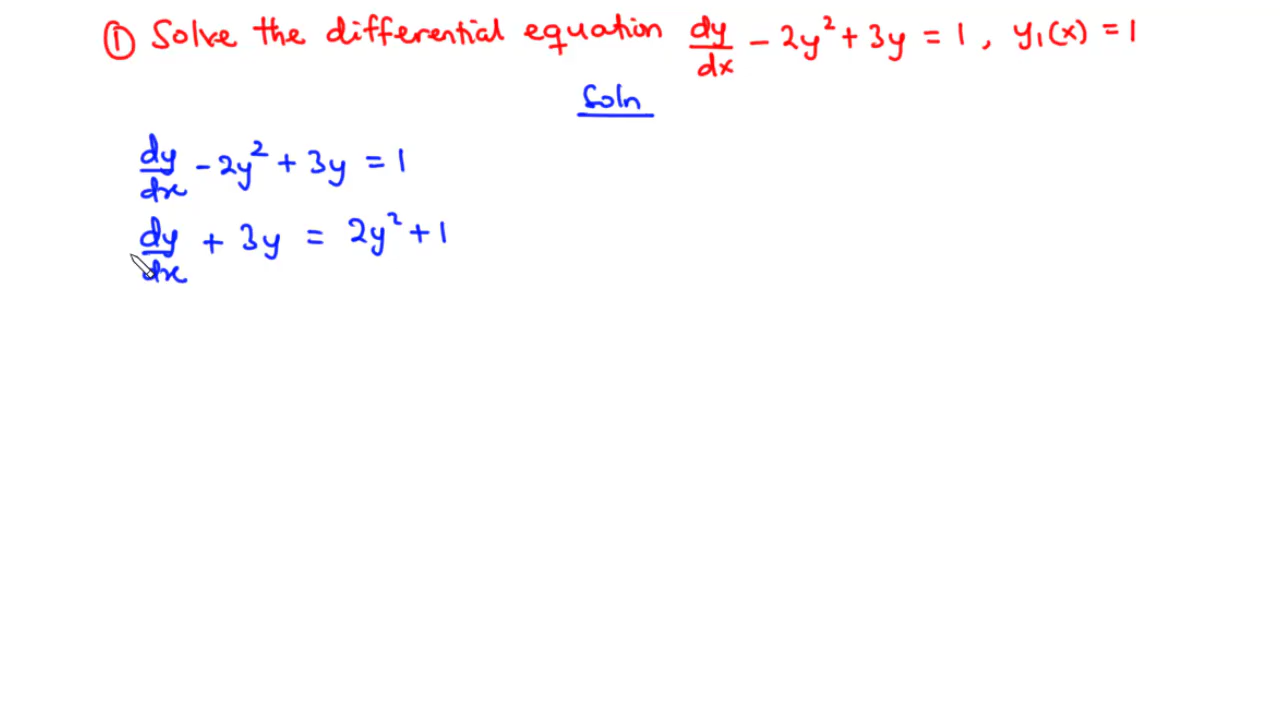 ① Solve the differential equation dy/dx - 2y² + 3y = 1, y₁(x) = 1
Soln
dy/dx - 2y² + 3y = 1
dy/dx + 3y = 2y² + 1